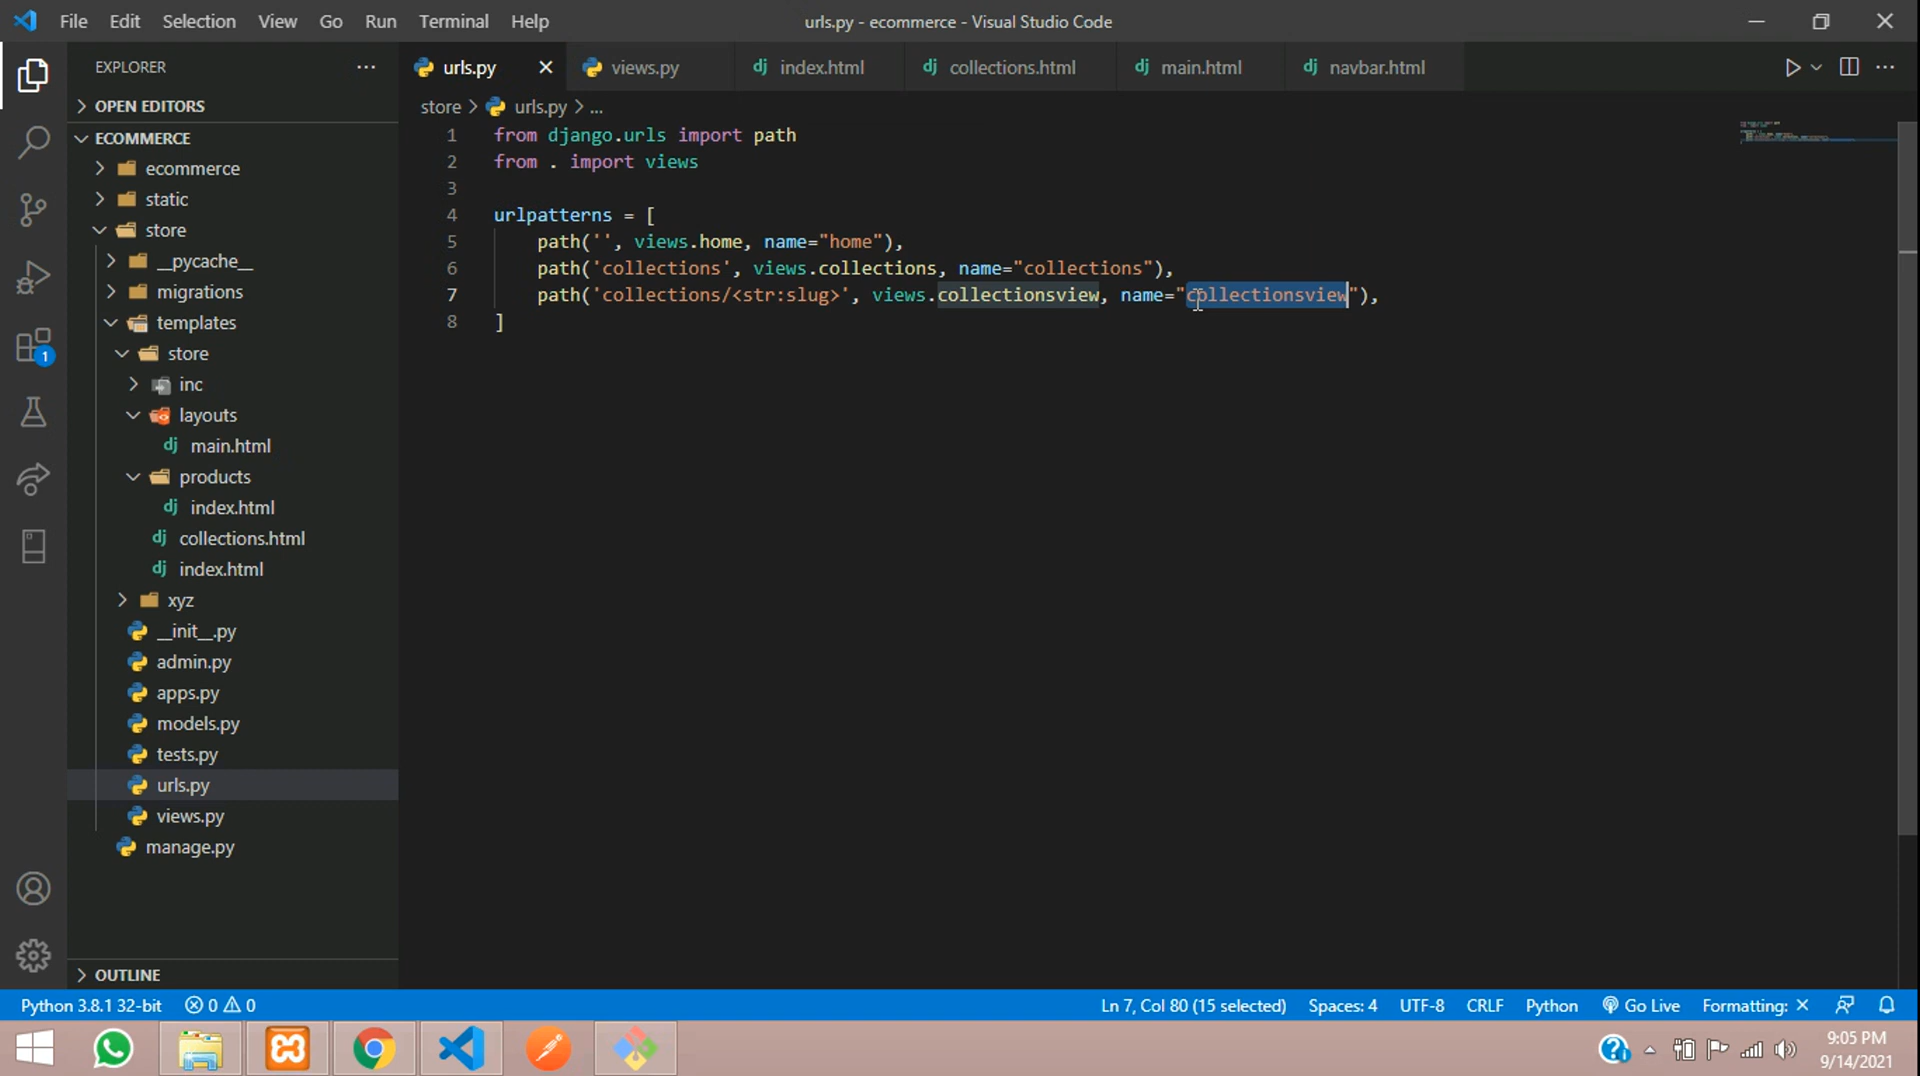 File Edit Selection View Go Run Terminal Help
urls.py - ecommerce - Visual Studio Code
EXPLORER
OPEN EDITORS
ECOMMERCE
ecommerce
static
store
__pycache__
migrations
templates
store
inc
layouts
main.html
products
index.html
collections.html
index.html
xyz
__init__.py
admin.py
apps.py
models.py
tests.py
urls.py
views.py
manage.py
OUTLINE
urls.py views.py index.html collections.html main.html navbar.html
store > urls.py > ...
1 from django.urls import path
2 from . import views
3
4 urlpatterns = [
5 path('', views.home, name="home"),
6 path('collections', views.collections, name="collections"),
7 path('collections/<str:slug>', views.collectionsview, name="collectionsview"),
8 ]
1
Python 3.8.1 32-bit 0 0 Ln 7, Col 80 (15 selected) Spaces: 4 UTF-8 CRLF Python Go Live Formatting: ×
9:05 PM
9/14/2021